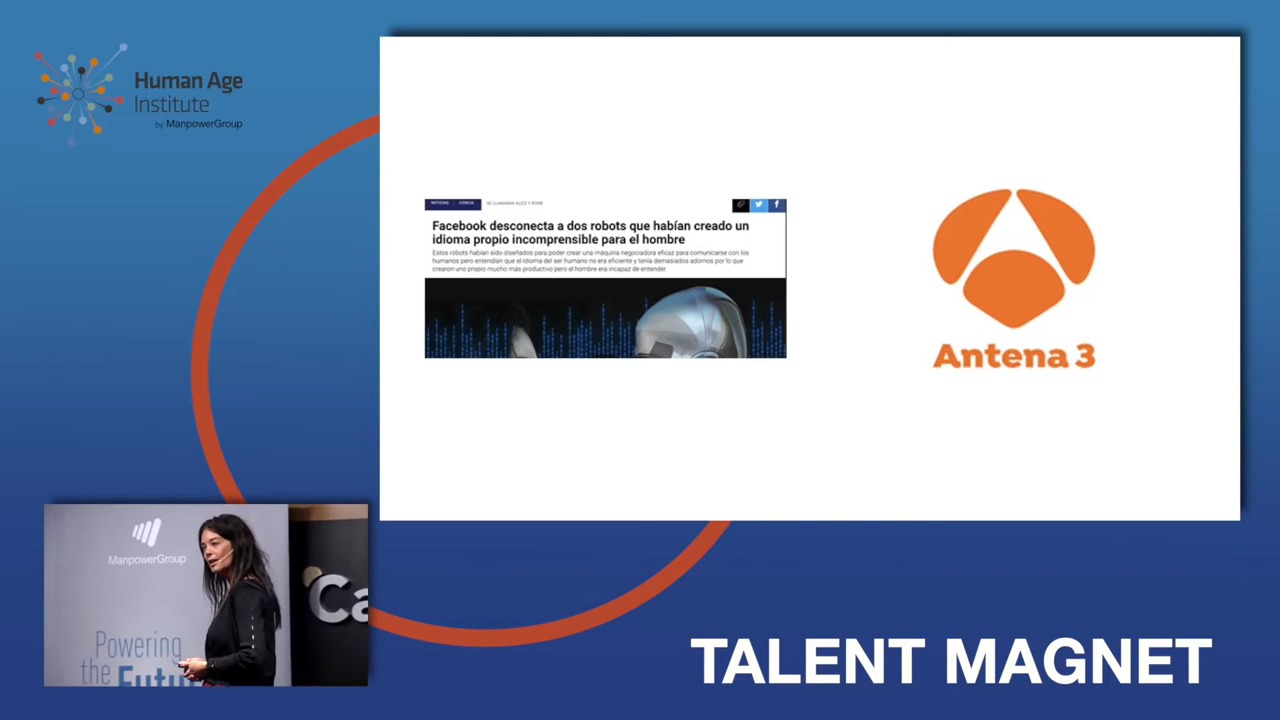 Human Age
Institute
by ManpowerGroup
NOTICIAS CIENCIA SE LLAMABAN ALICE Y BOB
Facebook desconecta a dos robots que habían creado un
idioma propio incomprensible para el hombre
Estos robots habían sido diseñados para poder crear una máquina negociadora eficaz para comunicarse con los
humanos pero entendían que el idioma del ser humano no era eficiente y tenía demasiados adornos por lo que
crearon uno propio mucho más productivo pero el hombre era incapaz de entender.
Antena 3
ManpowerGroup
Powering
the Futu
Ca
TALENT MAGNET